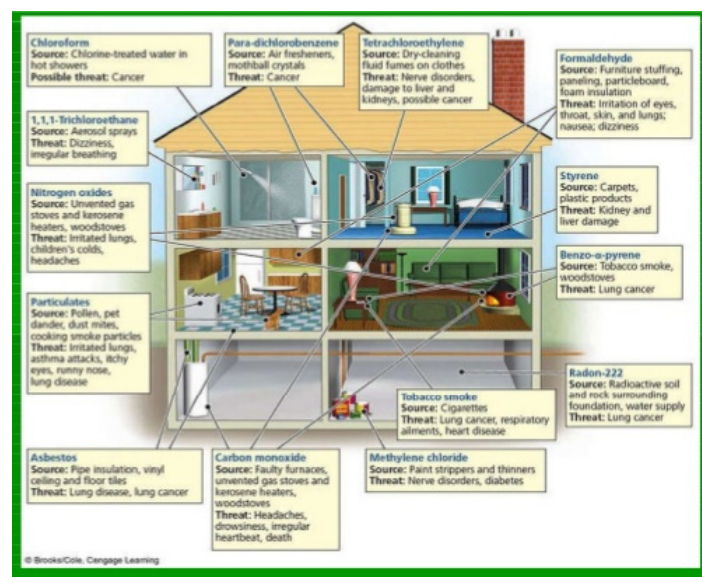 Chloroform
Source: Chlorine-treated water in
hot showers
Possible threat: Cancer
Para-dichlorobenzene
Source: Air fresheners,
mothball crystals
Threat: Cancer
Tetrachloroethylene
Source: Dry-cleaning
fluid fumes on clothes
Threat: Nerve disorders,
damage to liver and
kidneys, possible cancer
Formaldehyde
Source: Furniture stuffing,
paneling, particleboard,
foam insulation
Threat: Irritation of eyes,
throat, skin, and lungs;
nausea; dizziness
1,1,1-Trichloroethane
Source: Aerosol sprays
Threat: Dizziness,
irregular breathing
Styrene
Source: Carpets,
plastic products
Threat: Kidney and
liver damage
Nitrogen oxides
Source: Unvented gas
stoves and kerosene
heaters, woodstoves
Threat: Irritated lungs,
children's colds,
headaches
Benzo-α-pyrene
Source: Tobacco smoke,
woodstoves
Threat: Lung cancer
Particulates
Source: Pollen, pet
dander, dust mites,
cooking smoke particles
Threat: Irritated lungs,
asthma attacks, itchy
eyes, runny nose,
lung disease
Radon-222
Source: Radioactive soil
and rock surrounding
foundation, water supply
Threat: Lung cancer
Tobacco smoke
Source: Cigarettes
Threat: Lung cancer, respiratory
ailments, heart disease
Asbestos
Source: Pipe insulation, vinyl
ceiling and floor tiles
Threat: Lung disease, lung cancer
Carbon monoxide
Source: Faulty furnaces,
unvented gas stoves and
kerosene heaters,
woodstoves
Threat: Headaches,
drowsiness, irregular
heartbeat, death
Methylene chloride
Source: Paint strippers and thinners
Threat: Nerve disorders, diabetes
© Brooks/Cole, Cengage Learning